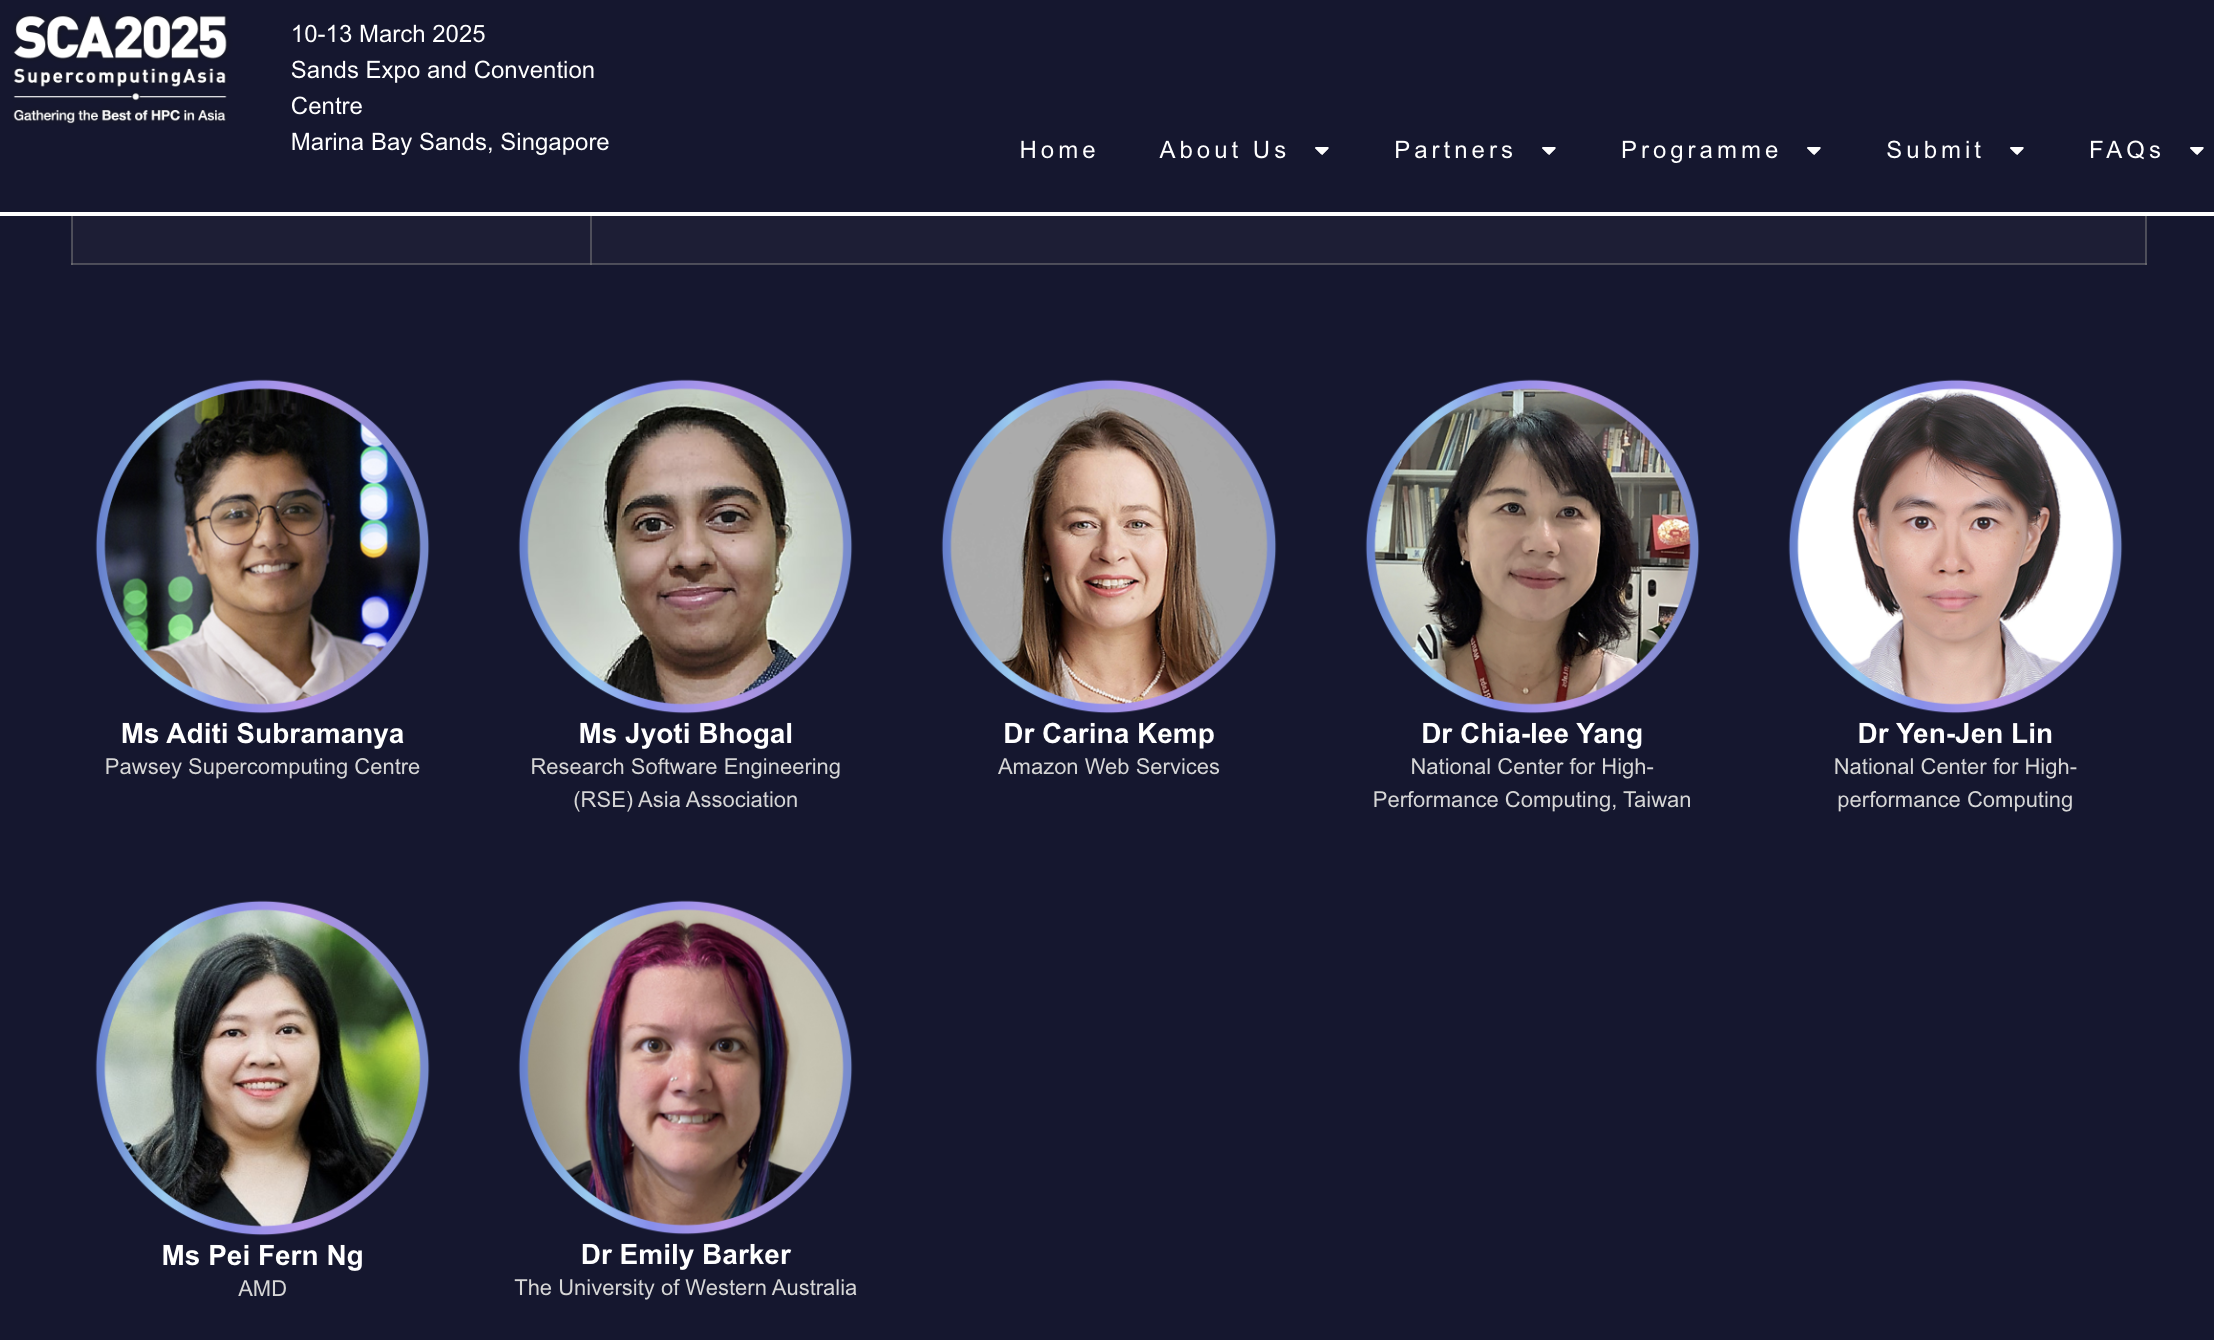 SCA2025
SupercomputingAsia
Gathering the Best of HPC in Asia
10-13 March 2025
Sands Expo and Convention
Centre
Marina Bay Sands, Singapore
Home About Us Partners Programme Submit FAQs
Ms Aditi Subramanya
Pawsey Supercomputing Centre
Ms Jyoti Bhogal
Research Software Engineering
(RSE) Asia Association
Dr Carina Kemp
Amazon Web Services
Dr Chia-lee Yang
National Center for High-
Performance Computing, Taiwan
Dr Yen-Jen Lin
National Center for High-
performance Computing
Ms Pei Fern Ng
AMD
Dr Emily Barker
The University of Western Australia